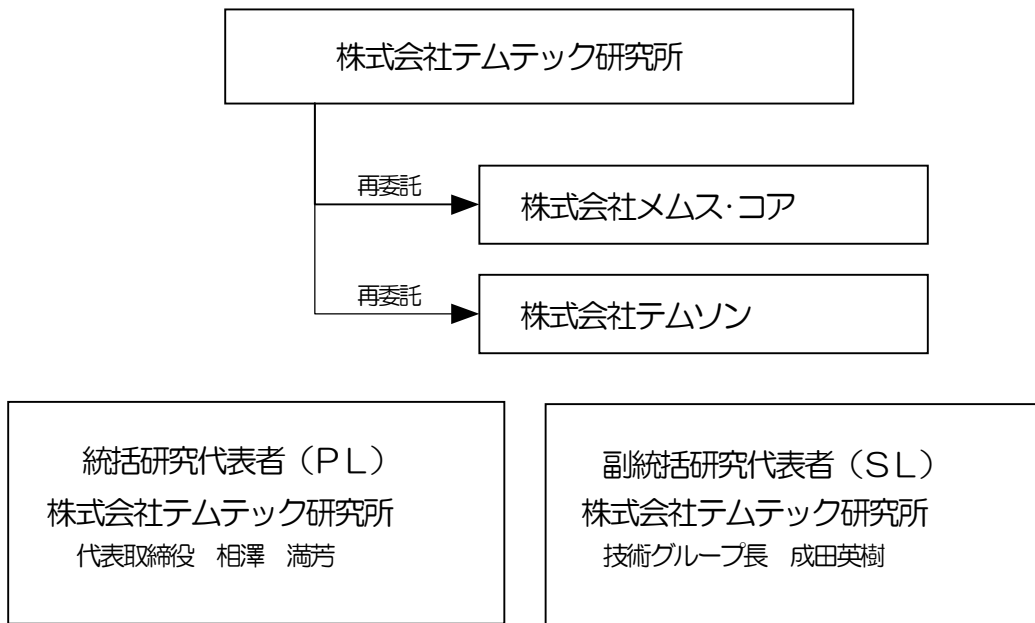 株式会社テムテック研究所
再委託
株式会社メムス・コア
再委託
株式会社テムソン
統括研究代表者(PL)
株式会社テムテック研究所
代表取締役 相澤 満芳
副統括研究代表者(SL)
株式会社テムテック研究所
技術グループ長 成田英樹